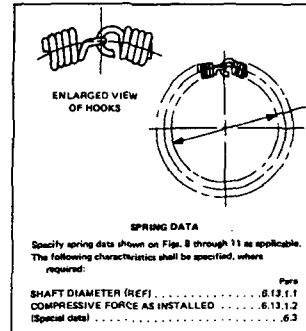 ENLARGED VIEW
OF HOOKS
SPRING DATA
Specify spring data shown on Figs. 8 through 11 as applicable.
The following characteristics shall be specified, where
required:
Para
SHAFT DIAMETER (REF) . . . . . . . . . . . . . . . . 6.13.1.1
COMPRESSIVE FORCE AS INSTALLED . . . . . . 6.13.1.2
(Special data) . . . . . . . . . . . . . . . . . . . . . . . . 6.3